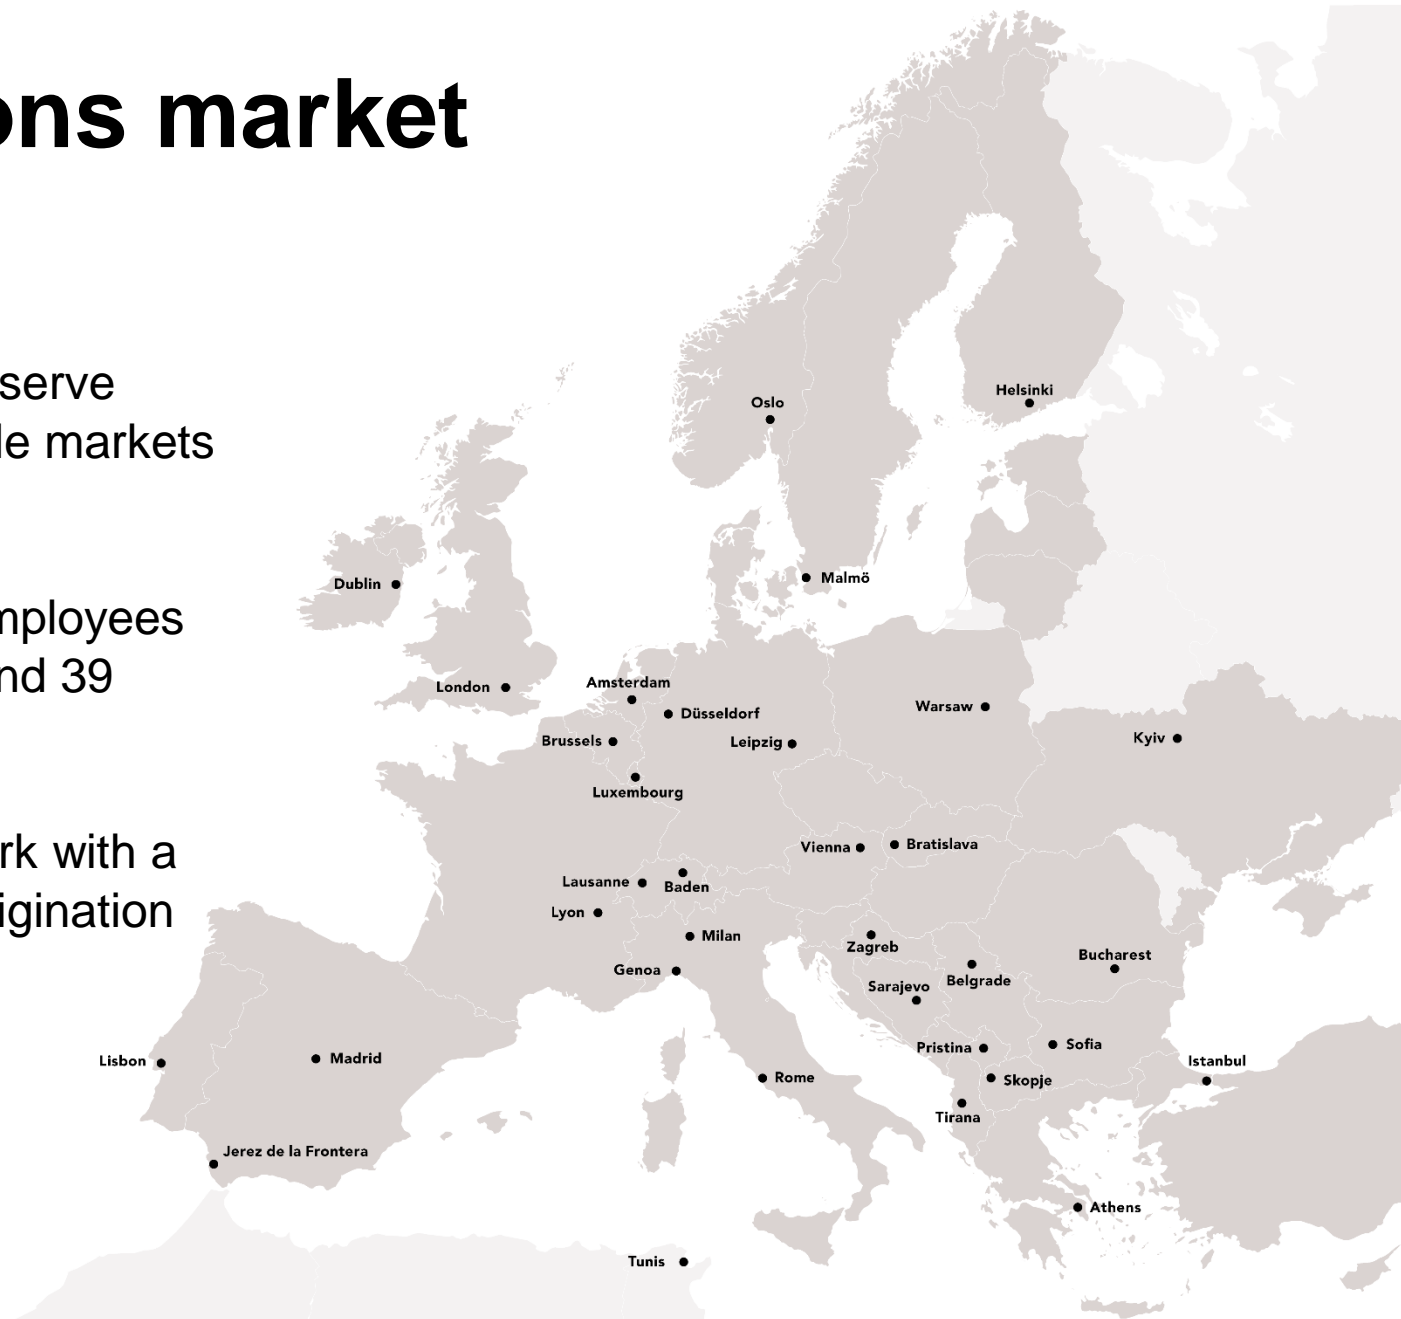 ons market
serve
le markets
mployees
nd 39
rk with a
igination
Oslo
Helsinki
Dublin
Malmö
London
Amsterdam
Düsseldorf
Warsaw
Brussels
Leipzig
Kyiv
Luxembourg
Vienna
Bratislava
Lausanne
Baden
Lyon
Milan
Zagreb
Genoa
Bucharest
Belgrade
Sarajevo
Pristina
Sofia
Lisbon
Madrid
Istanbul
Rome
Skopje
Tirana
Jerez de la Frontera
Athens
Tunis